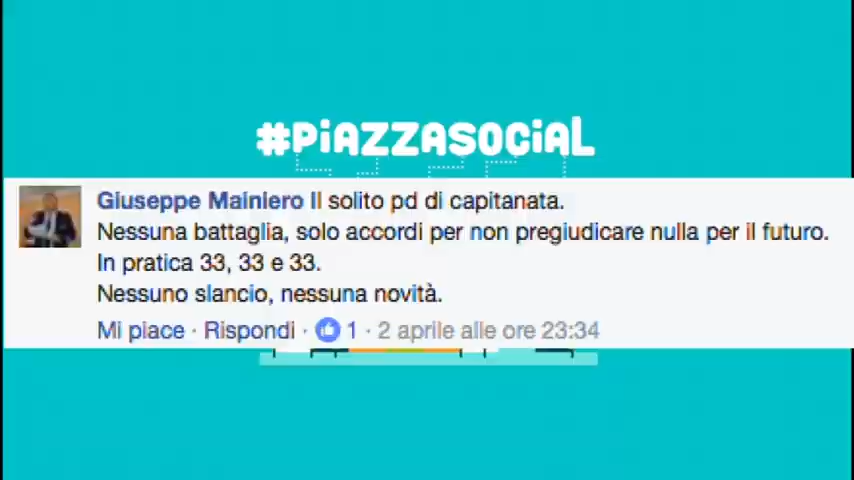 #PiAZZASOCiAL
Giuseppe Mainiero Il solito pd di capitanata.
Nessuna battaglia, solo accordi per non pregiudicare nulla per il futuro.
In pratica 33, 33 e 33.
Nessuno slancio, nessuna novità.
Mi piace · Rispondi · 1 · 2 aprile alle ore 23:34